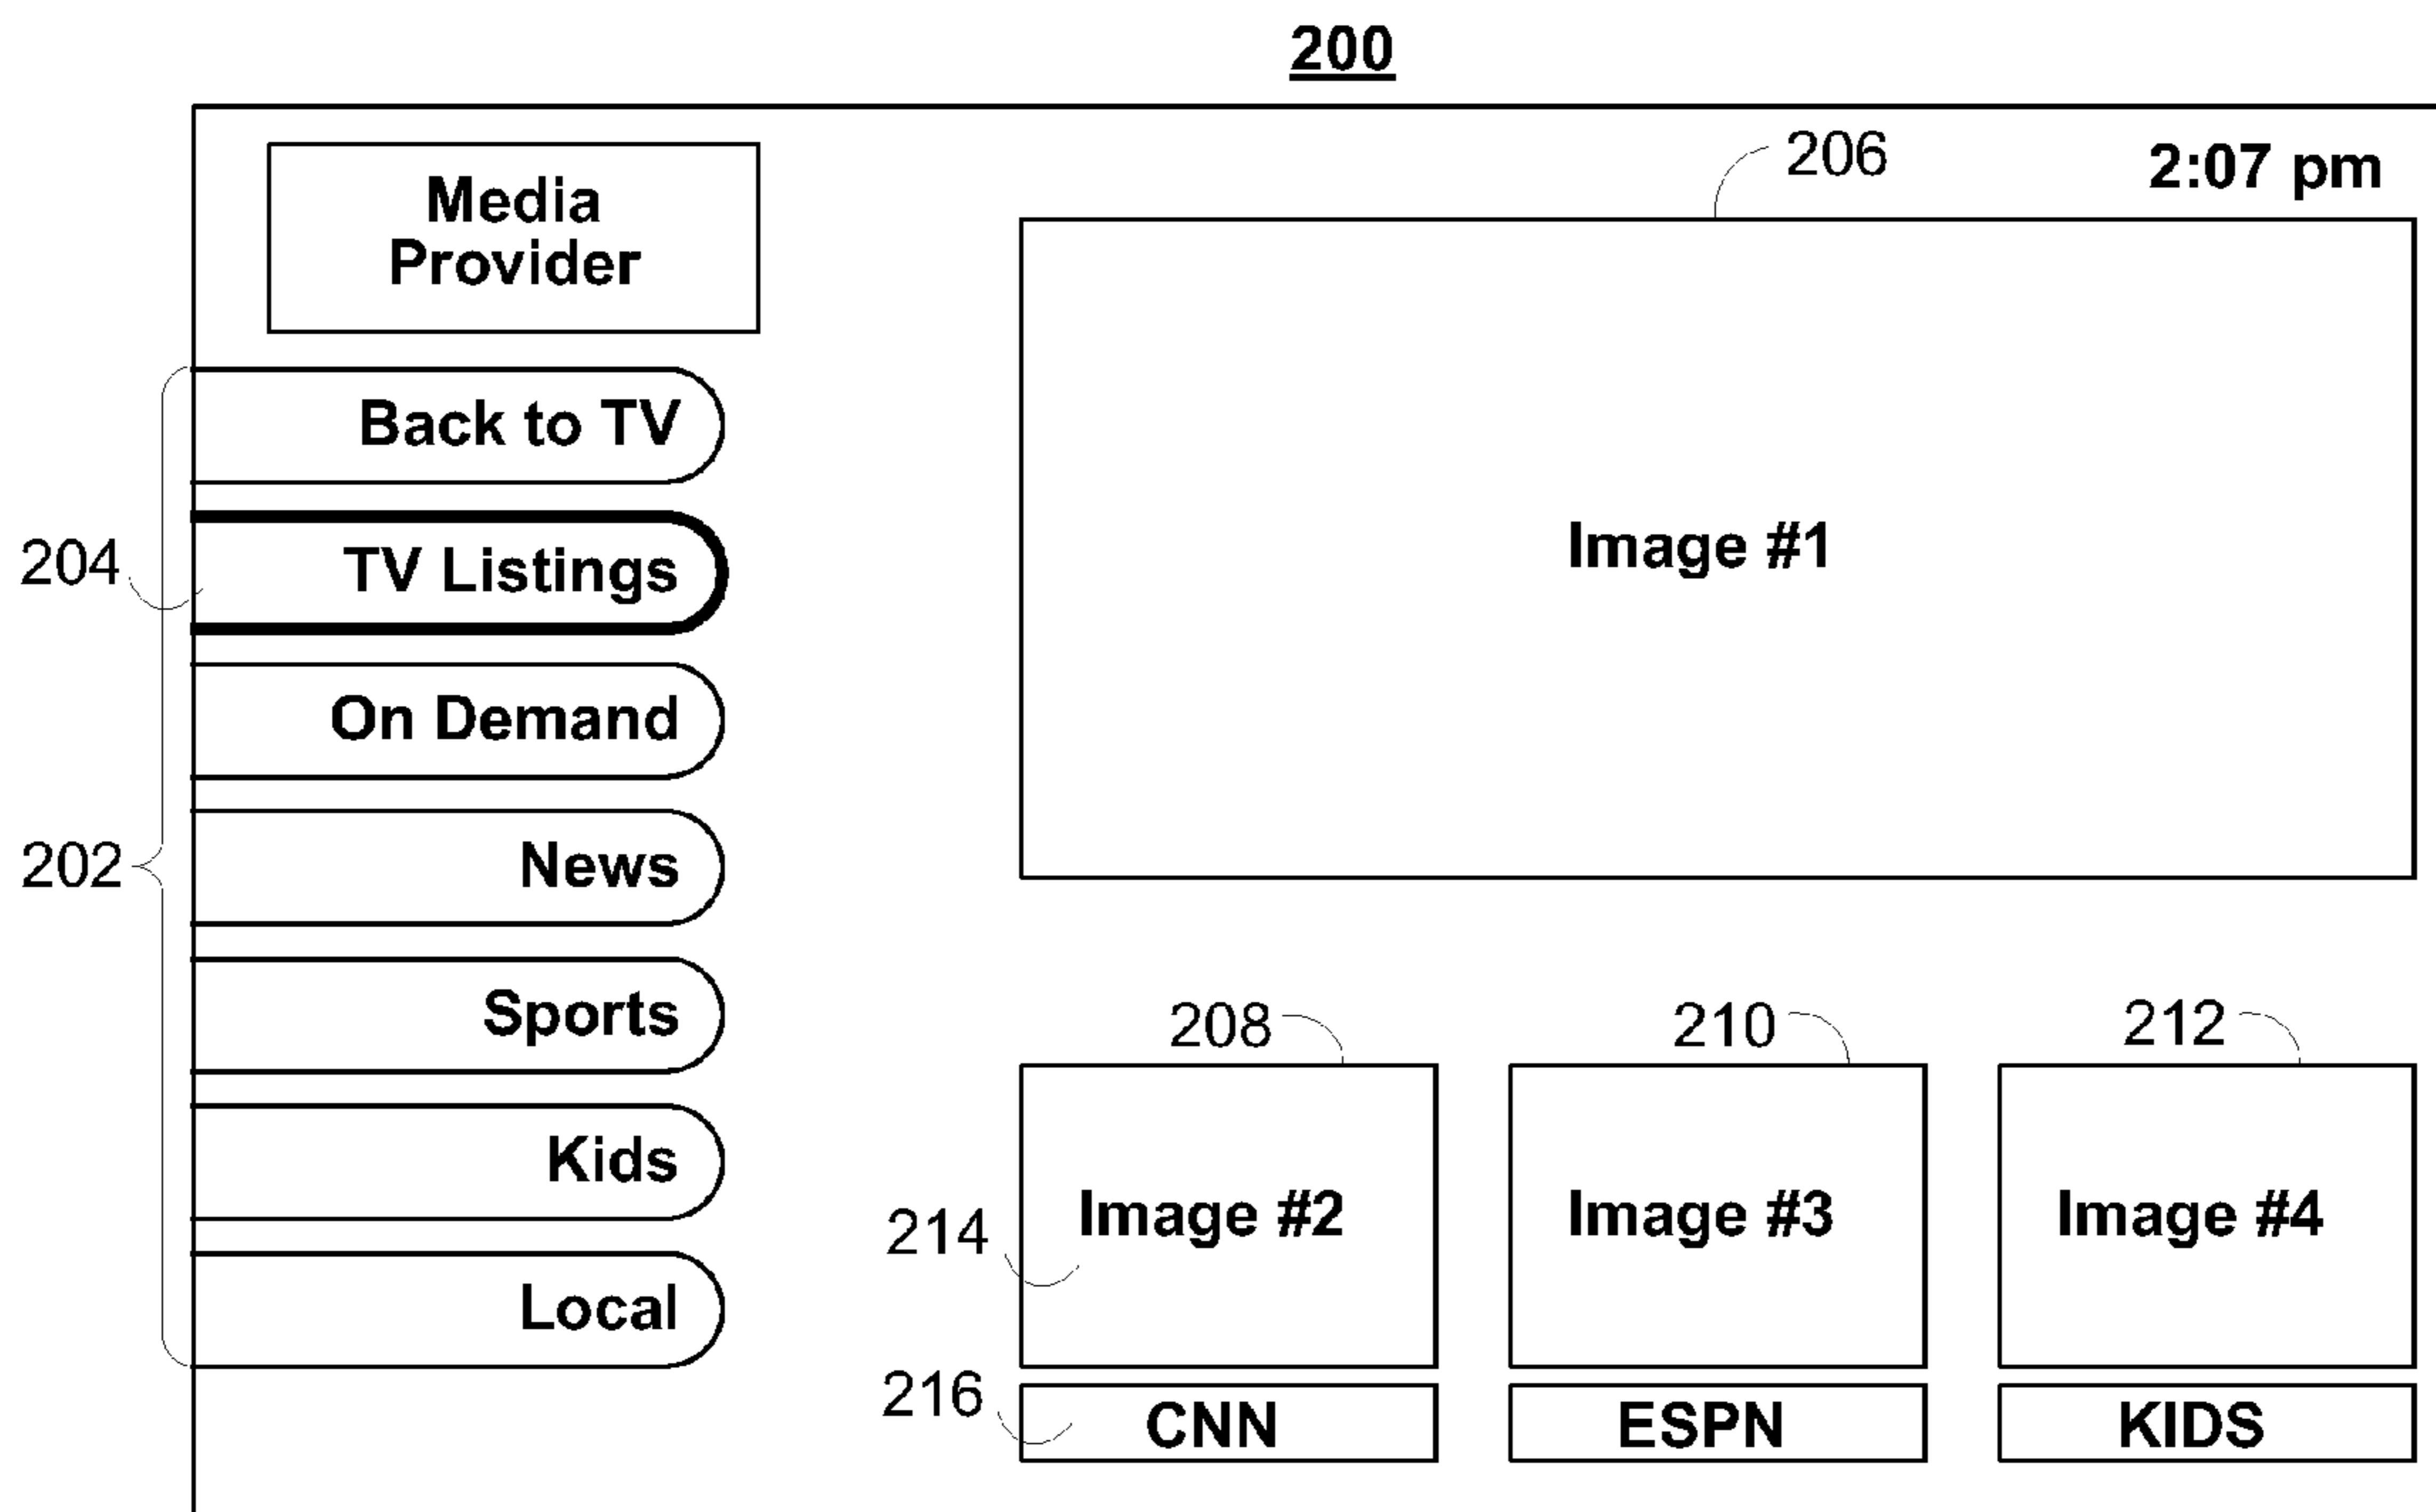 200
206
2:07 pm
Media
Provider
Back to TV
204
TV Listings
Image #1
On Demand
202
News
Sports
208
210
212
Kids
214
Image #2
Image #3
Image #4
Local
216
CNN
ESPN
KIDS